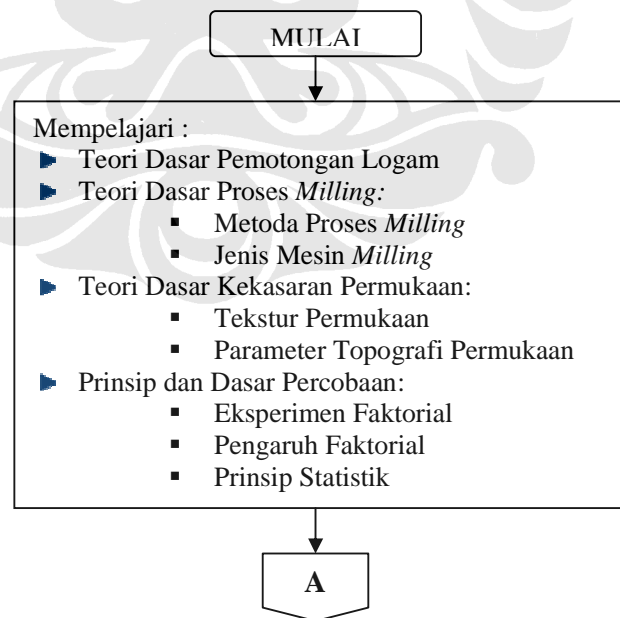 MULAI
Mempelajari :
Teori Dasar Pemotongan Logam
Teori Dasar Proses Milling:
Metoda Proses Milling
Jenis Mesin Milling
Teori Dasar Kekasaran Permukaan:
Tekstur Permukaan
Parameter Topografi Permukaan
Prinsip dan Dasar Percobaan:
Eksperimen Faktorial
Pengaruh Faktorial
Prinsip Statistik
A